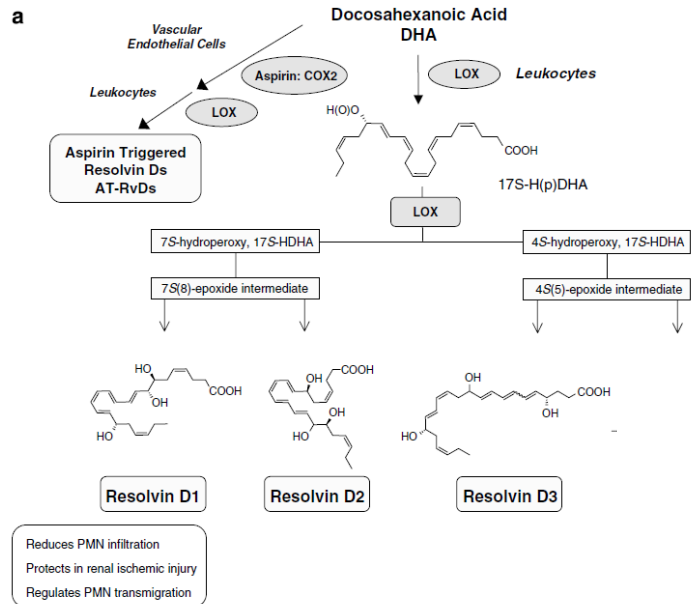 a
Docosahexanoic Acid
DHA
Vascular
Endothelial Cells
Aspirin: COX2
LOX
Leukocytes
Leukocytes
LOX
H(O)O
COOH
Aspirin Triggered
Resolvin Ds
AT-RvDs
17S-H(p)DHA
LOX
7S-hydroperoxy, 17S-HDHA
4S-hydroperoxy, 17S-HDHA
7S(8)-epoxide intermediate
4S(5)-epoxide intermediate
HO
COOH
OH
HO
COOH
OH
OH
HO
OH
COOH
OH
HO
Resolvin D1
Resolvin D2
Resolvin D3
Reduces PMN infiltration
Protects in renal ischemic injury
Regulates PMN transmigration